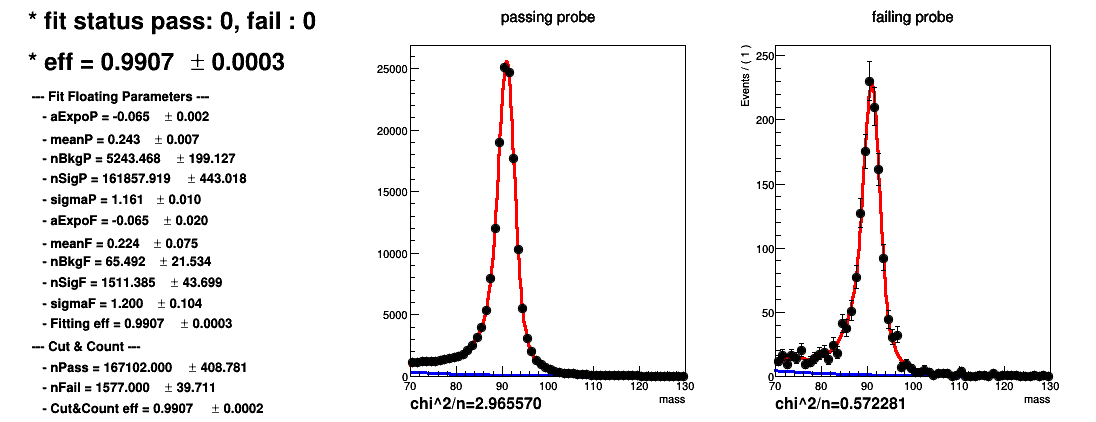 * fit status pass: 0, fail : 0
* eff = 0.9907 ± 0.0003
--- Fit Floating Parameters ---
- aExpoP = -0.065 ± 0.002
- meanP = 0.243 ± 0.007
- nBkgP = 5243.468 ± 199.127
- nSigP = 161857.919 ± 443.018
- sigmaP = 1.161 ± 0.010
- aExpoF = -0.065 ± 0.020
- meanF = 0.224 ± 0.075
- nBkgF = 65.492 ± 21.534
- nSigF = 1511.385 ± 43.699
- sigmaF = 1.200 ± 0.104
- Fitting eff = 0.9907 ± 0.0003
--- Cut & Count ---
- nPass = 167102.000 ± 408.781
- nFail = 1577.000 ± 39.711
- Cut&Count eff = 0.9907 ± 0.0002
passing probe
25000
20000
15000
10000
5000
0
70 80 90 100 110 120 130
mass
chi^2/n=2.965570
failing probe
Events / ( 1 )
250
200
150
100
50
0
70 80 90 100 110 120 130
mass
chi^2/n=0.572281